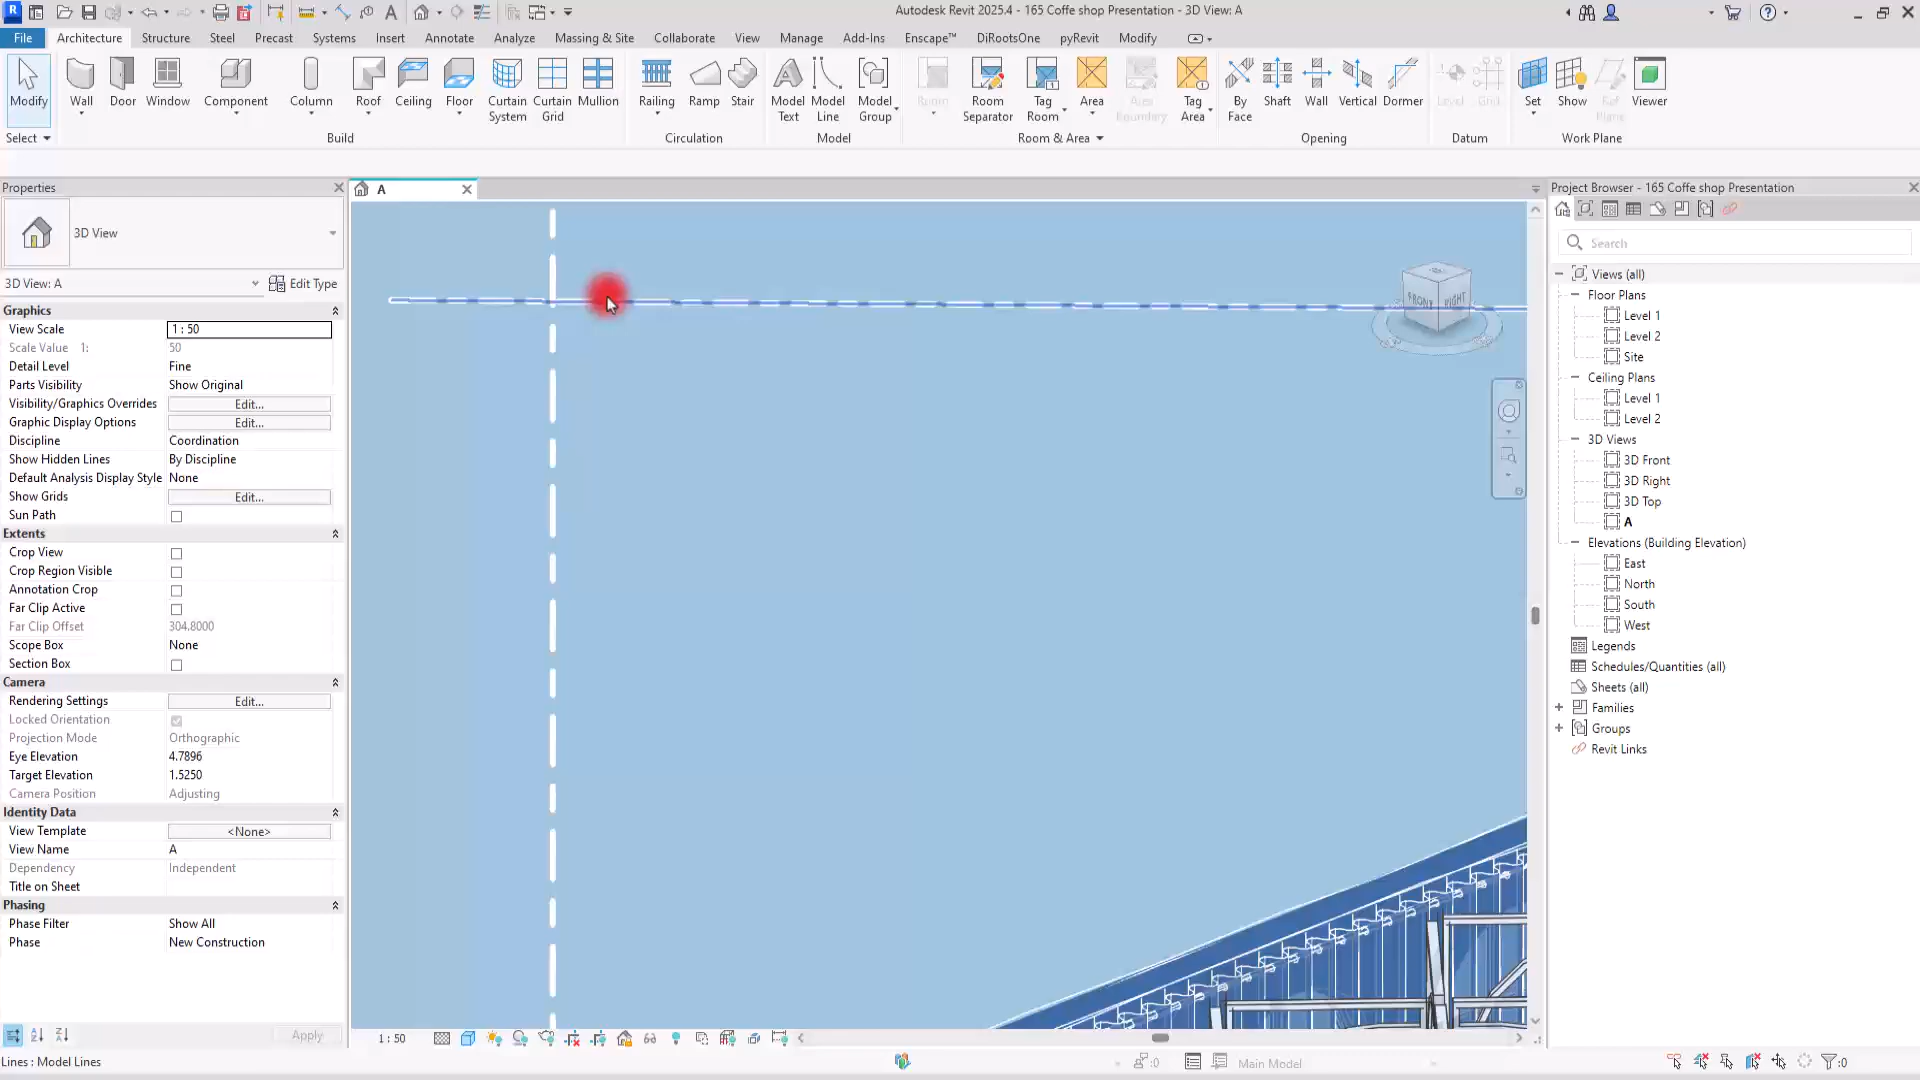 Autodesk Revit 2025.4 - 165 Coffe shop Presentation - 3D View: A
File Architecture Structure Steel Precast Systems Insert Annotate Analyze Massing & Site Collaborate View Manage Add-Ins Enscape™ DiRootsOne pyRevit Modify
Modify Wall Door Window Component Column Roof Ceiling Floor Curtain System Curtain Grid Mullion Railing Ramp Stair Model Text Model Line Model Group Room Room Separator Tag Room Area Area Boundary Tag Area By Face Shaft Wall Vertical Dormer Level Grid Set Show Ref Plane Viewer
Select Build Circulation Model Room & Area Opening Datum Work Plane
Properties
A
Project Browser - 165 Coffe shop Presentation
3D View
Search
3D View: A Edit Type
Graphics
View Scale 1 : 50
Scale Value 1: 50
Detail Level Fine
Parts Visibility Show Original
Visibility/Graphics Overrides Edit...
Graphic Display Options Edit...
Discipline Coordination
Show Hidden Lines By Discipline
Default Analysis Display Style None
Show Grids Edit...
Sun Path
Extents
Crop View
Crop Region Visible
Annotation Crop
Far Clip Active
Far Clip Offset 304.8000
Scope Box None
Section Box
Camera
Rendering Settings Edit...
Locked Orientation
Projection Mode Orthographic
Eye Elevation 4.7896
Target Elevation 1.5250
Camera Position Adjusting
Identity Data
View Template <None>
View Name A
Dependency Independent
Title on Sheet
Phasing
Phase Filter Show All
Phase New Construction
Apply
FRONT RIGHT
Views (all)
Floor Plans
Level 1
Level 2
Site
Ceiling Plans
Level 1
Level 2
3D Views
3D Front
3D Right
3D Top
A
Elevations (Building Elevation)
East
North
South
West
Legends
Schedules/Quantities (all)
Sheets (all)
Families
Groups
Revit Links
1 : 50
Lines : Model Lines
:0
Main Model
:0